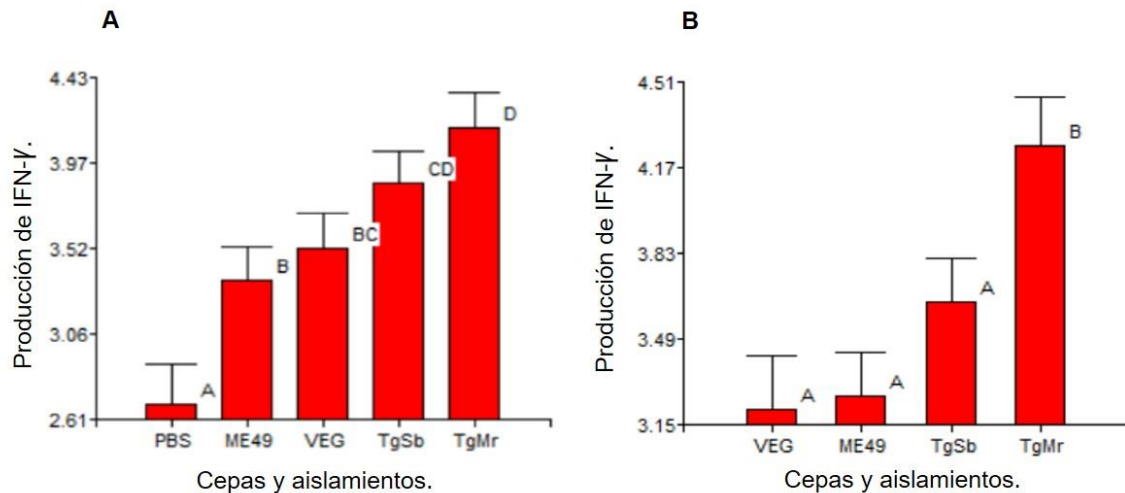 A
Producción de IFN-γ.
4.43
3.97
3.52
3.06
2.61
A
B
BC
CD
D
PBS ME49 VEG TgSb TgMr
Cepas y aislamientos.
B
Producción de IFN-γ.
4.51
4.17
3.83
3.49
3.15
A
A
A
B
VEG ME49 TgSb TgMr
Cepas y aislamientos.